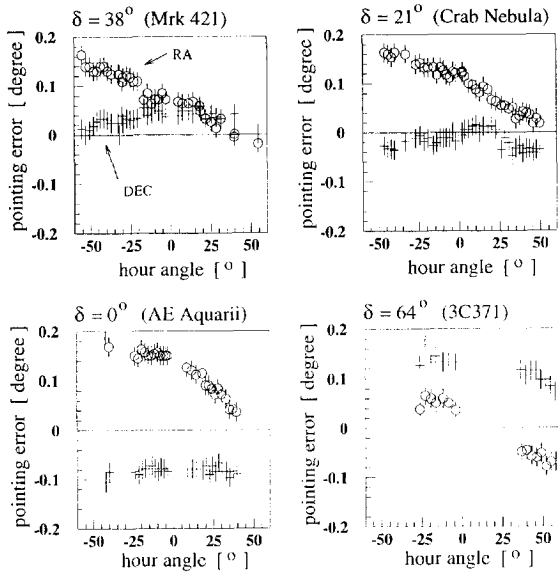 δ = 38° (Mrk 421)
δ = 21° (Crab Nebula)
pointing error [ degree ]
0.2
0.1
0
-0.1
-0.2
RA
DEC
-50 -25 0 25 50
hour angle [ ° ]
pointing error [ degree ]
0.2
0.1
0
-0.1
-0.2
-50 -25 0 25 50
hour angle [ ° ]
δ = 0° (AE Aquarii)
δ = 64° (3C371)
pointing error [ degree ]
0.2
0.1
0
-0.1
-0.2
-50 -25 0 25 50
hour angle [ ° ]
pointing error [ degree ]
0.2
0.1
0
-0.1
-0.2
-50 -25 0 25 50
hour angle [ ° ]